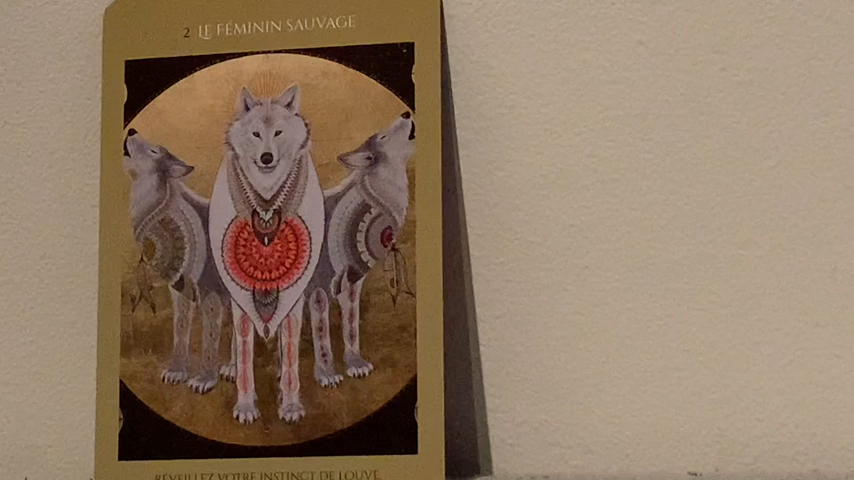 2 LE FÉMININ SAUVAGE
RÉVEILLEZ VOTRE INSTINCT DE LOUVE